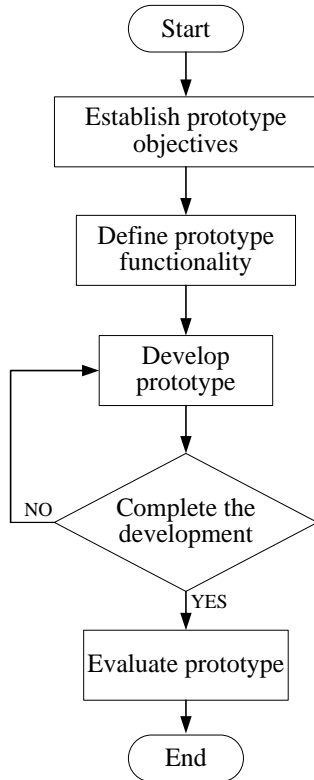 Start
Establish prototype
objectives
Define prototype
functionality
Develop
prototype
Complete the
development
NO
YES
Evaluate prototype
End